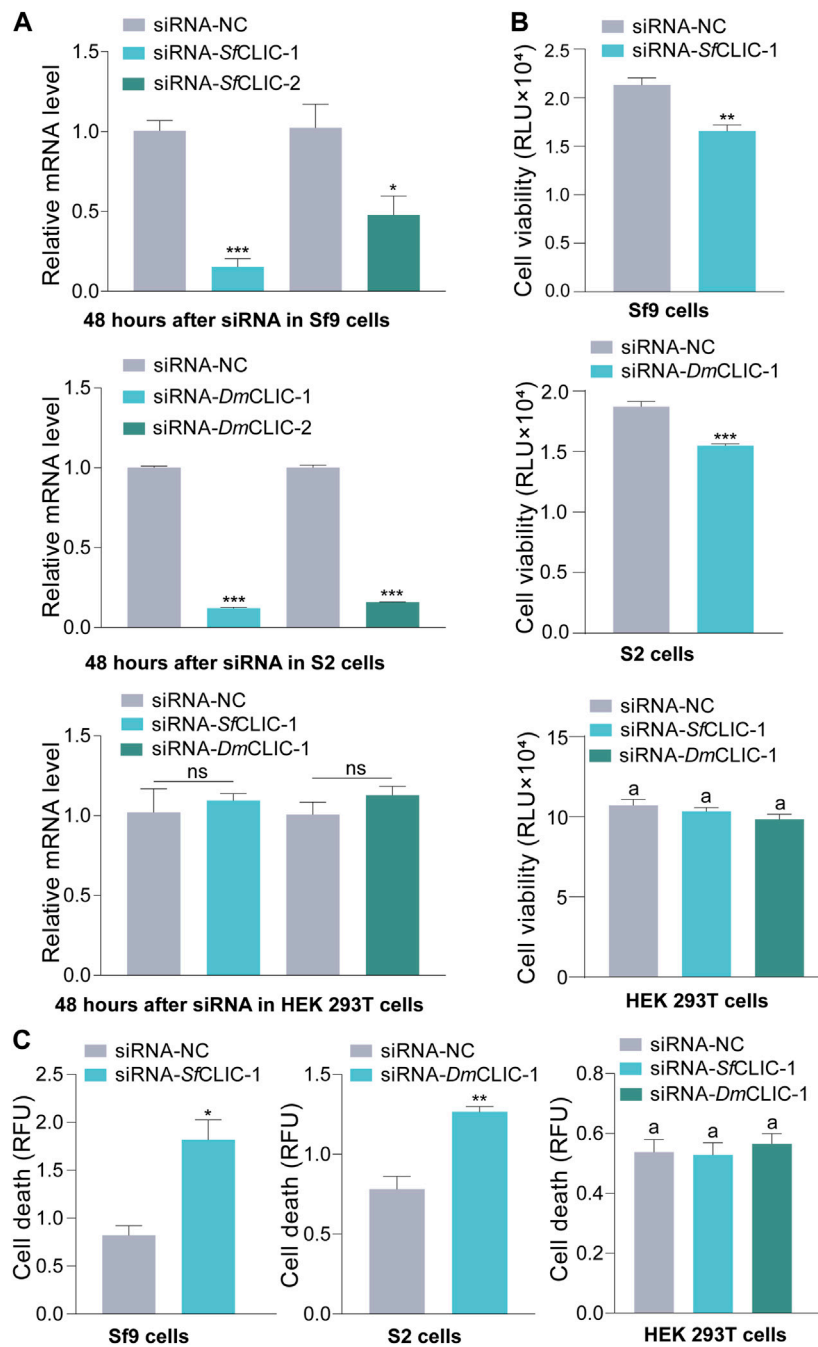 A
siRNA-NC
siRNA-SfCLIC-1
siRNA-SfCLIC-2
Relative mRNA level
1.5
1.0
0.5
0.0
***
*
48 hours after siRNA in Sf9 cells
B
siRNA-NC
siRNA-SfCLIC-1
Cell viability (RLU×10⁴)
2.5
2.0
1.5
1.0
0.5
0.0
**
Sf9 cells
siRNA-NC
siRNA-DmCLIC-1
siRNA-DmCLIC-2
Relative mRNA level
1.5
1.0
0.5
0.0
***
***
48 hours after siRNA in S2 cells
siRNA-NC
siRNA-DmCLIC-1
Cell viability (RLU×10⁴)
2.0
1.5
1.0
0.5
0.0
***
S2 cells
siRNA-NC
siRNA-SfCLIC-1
siRNA-DmCLIC-1
Relative mRNA level
1.5
1.0
0.5
0.0
ns
ns
48 hours after siRNA in HEK 293T cells
siRNA-NC
siRNA-SfCLIC-1
siRNA-DmCLIC-1
Cell viability (RLU×10⁴)
15
10
5
0
a
a
a
HEK 293T cells
C
siRNA-NC
siRNA-SfCLIC-1
Cell death (RFU)
2.5
2.0
1.5
1.0
0.5
0.0
*
Sf9 cells
siRNA-NC
siRNA-DmCLIC-1
Cell death (RFU)
1.5
1.0
0.5
0.0
**
S2 cells
siRNA-NC
siRNA-SfCLIC-1
siRNA-DmCLIC-1
Cell death (RFU)
0.8
0.6
0.4
0.2
0.0
a
a
a
HEK 293T cells